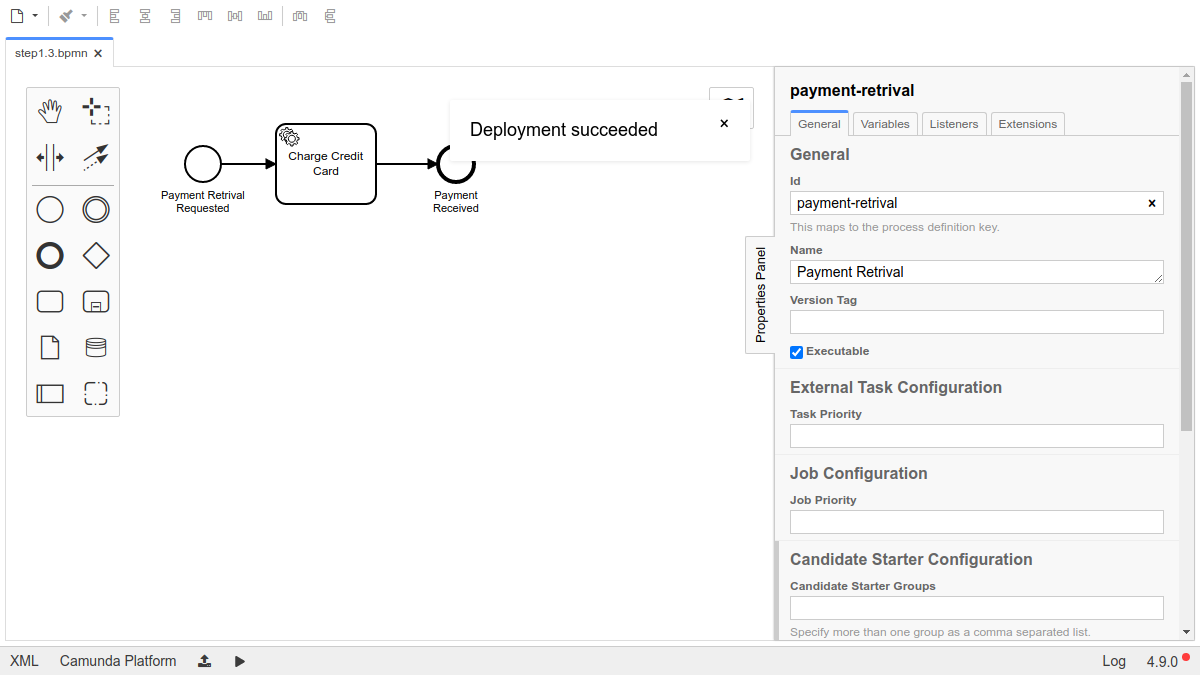 step1.3.bpmn
Deployment succeeded
Charge Credit
Card
Payment Retrival
Requested
Payment
Received
Properties Panel
payment-retrival
General
Variables
Listeners
Extensions
General
Id
payment-retrival
This maps to the process definition key.
Name
Payment Retrival
Version Tag
Executable
External Task Configuration
Task Priority
Job Configuration
Job Priority
Candidate Starter Configuration
Candidate Starter Groups
Specify more than one group as a comma separated list.
XML
Camunda Platform
Log
4.9.0